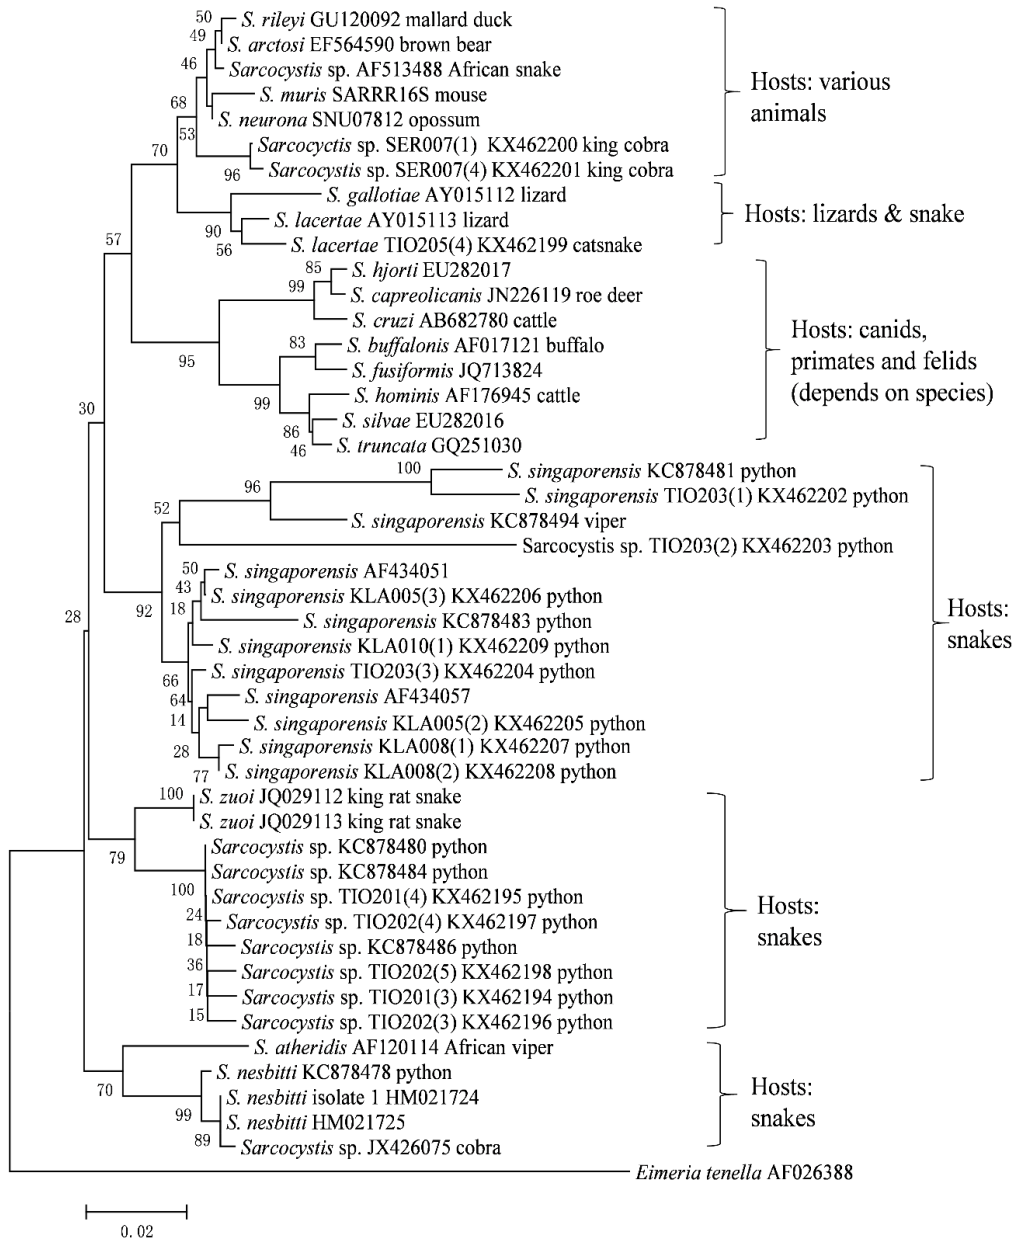 50 S. rileyi GU120092 mallard duck
49 S. arctosi EF564590 brown bear
46 Sarcocystis sp. AF513488 African snake
Hosts: various
animals
S. muris SARRR16S mouse
68
S. neurona SNU07812 opossum
53
Sarcocyctis sp. SER007(1) KX462200 king cobra
70
96 Sarcocystis sp. SER007(4) KX462201 king cobra
S. gallotiae AY015112 lizard
Hosts: lizards & snake
90 S. lacertae AY015113 lizard
56 S. lacertae TIO205(4) KX462199 catsnake
57
85 S. hjorti EU282017
99 S. capreolicanis JN226119 roe deer
S. cruzi AB682780 cattle
Hosts: canids,
primates and felids
(depends on species)
83 S. buffalonis AF017121 buffalo
95
S. fusiformis JQ713824
99 S. hominis AF176945 cattle
30
86 S. silvae EU282016
46 S. truncata GQ251030
100 S. singaporensis KC878481 python
96 S. singaporensis TIO203(1) KX462202 python
52 S. singaporensis KC878494 viper
Sarcocystis sp. TIO203(2) KX462203 python
50 S. singaporensis AF434051
43 S. singaporensis KLA005(3) KX462206 python
92
18
28
S. singaporensis KC878483 python
Hosts:
snakes
S. singaporensis KLA010(1) KX462209 python
66 S. singaporensis TIO203(3) KX462204 python
64 S. singaporensis AF434057
14 S. singaporensis KLA005(2) KX462205 python
28 S. singaporensis KLA008(1) KX462207 python
77 S. singaporensis KLA008(2) KX462208 python
100 S. zuoi JQ029112 king rat snake
S. zuoi JQ029113 king rat snake
79
Sarcocystis sp. KC878480 python
Sarcocystis sp. KC878484 python
100 Sarcocystis sp. TIO201(4) KX462195 python
24 Sarcocystis sp. TIO202(4) KX462197 python
Hosts:
snakes
18 Sarcocystis sp. KC878486 python
36 Sarcocystis sp. TIO202(5) KX462198 python
17 Sarcocystis sp. TIO201(3) KX462194 python
15 Sarcocystis sp. TIO202(3) KX462196 python
S. atheridis AF120114 African viper
70 S. nesbitti KC878478 python
S. nesbitti isolate 1 HM021724
Hosts:
snakes
99 S. nesbitti HM021725
89 Sarcocystis sp. JX426075 cobra
Eimeria tenella AF026388
0.02